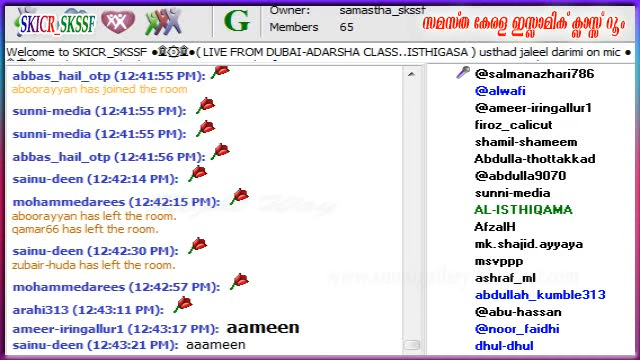 SKICR SKSSF
G
Owner: samastha_skssf
Members 65
സമസ്ത കേരള ഇസ്ലാമിക് ക്ലാസ്സ് റൂം
Welcome to SKICR_SKSSF ●۩۞۩●( LIVE FROM DUBAI-ADARSHA CLASS..ISTHIGASA ) usthad jaleel darimi on mic ●
abbas_hail_otp (12:41:55 PM):
aboorayyan has joined the room
sunni-media (12:41:55 PM):
sunni-media (12:41:55 PM):
abbas_hail_otp (12:41:56 PM):
sainu-deen (12:42:14 PM):
mohammedarees (12:42:15 PM):
aboorayyan has left the room.
qamar66 has left the room.
sainu-deen (12:42:30 PM):
zubair-huda has left the room.
mohammedarees (12:42:57 PM):
arahi313 (12:43:11 PM):
ameer-iringallur1 (12:43:17 PM): aameen
sainu-deen (12:43:21 PM): aaameen
@salmanazhari786
@alwafi
@ameer-iringallur1
firoz_calicut
shamil-shameem
Abdulla-thottakkad
@abdulla9070
sunni-media
AL-ISTHIQAMA
AfzalH
mk.shajid.ayyaya
msvppp
ashraf_ml
abdullah_kumble313
@abu-hassan
@noor_faidhi
dhul-dhul